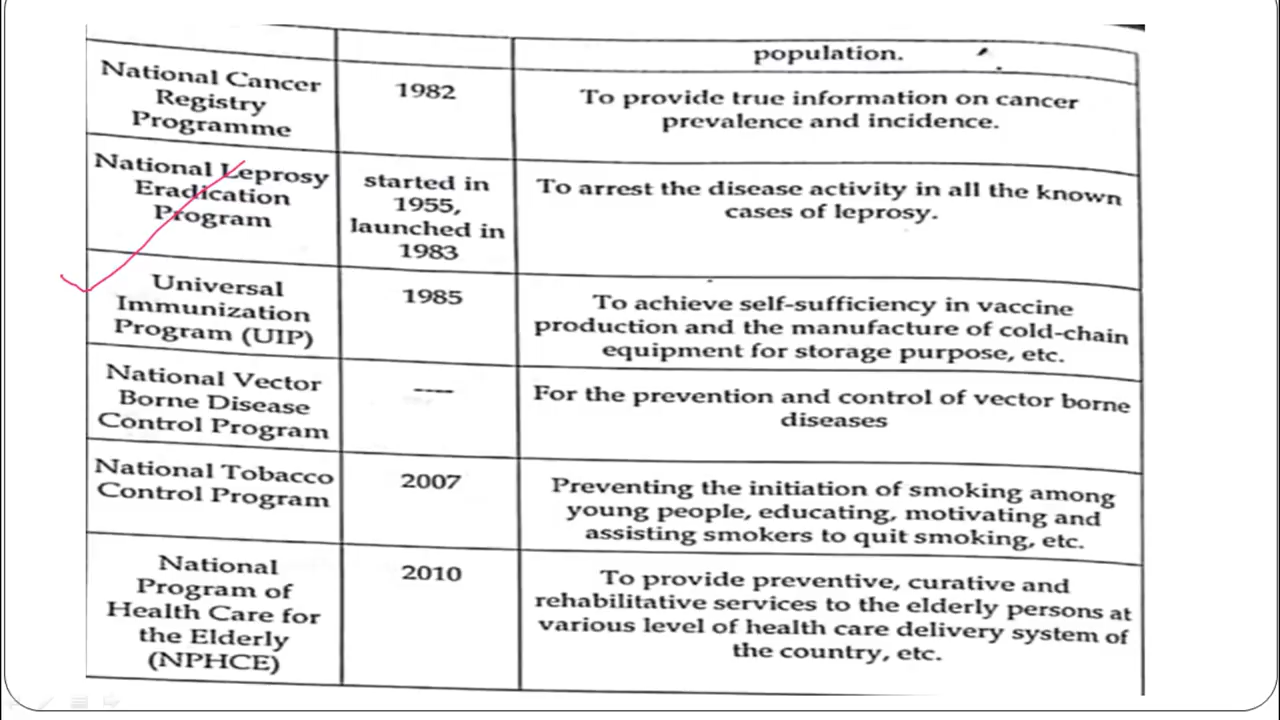 population.
National Cancer
Registry
Programme
1982
To provide true information on cancer
prevalence and incidence.
National Leprosy
Eradication
Program
started in
1955,
launched in
1983
To arrest the disease activity in all the known
cases of leprosy.
Universal
Immunization
Program (UIP)
1985
To achieve self-sufficiency in vaccine
production and the manufacture of cold-chain
equipment for storage purpose, etc.
National Vector
Borne Disease
Control Program
----
For the prevention and control of vector borne
diseases
National Tobacco
Control Program
2007
Preventing the initiation of smoking among
young people, educating, motivating and
assisting smokers to quit smoking, etc.
National
Program of
Health Care for
the Elderly
(NPHCE)
2010
To provide preventive, curative and
rehabilitative services to the elderly persons at
various level of health care delivery system of
the country, etc.